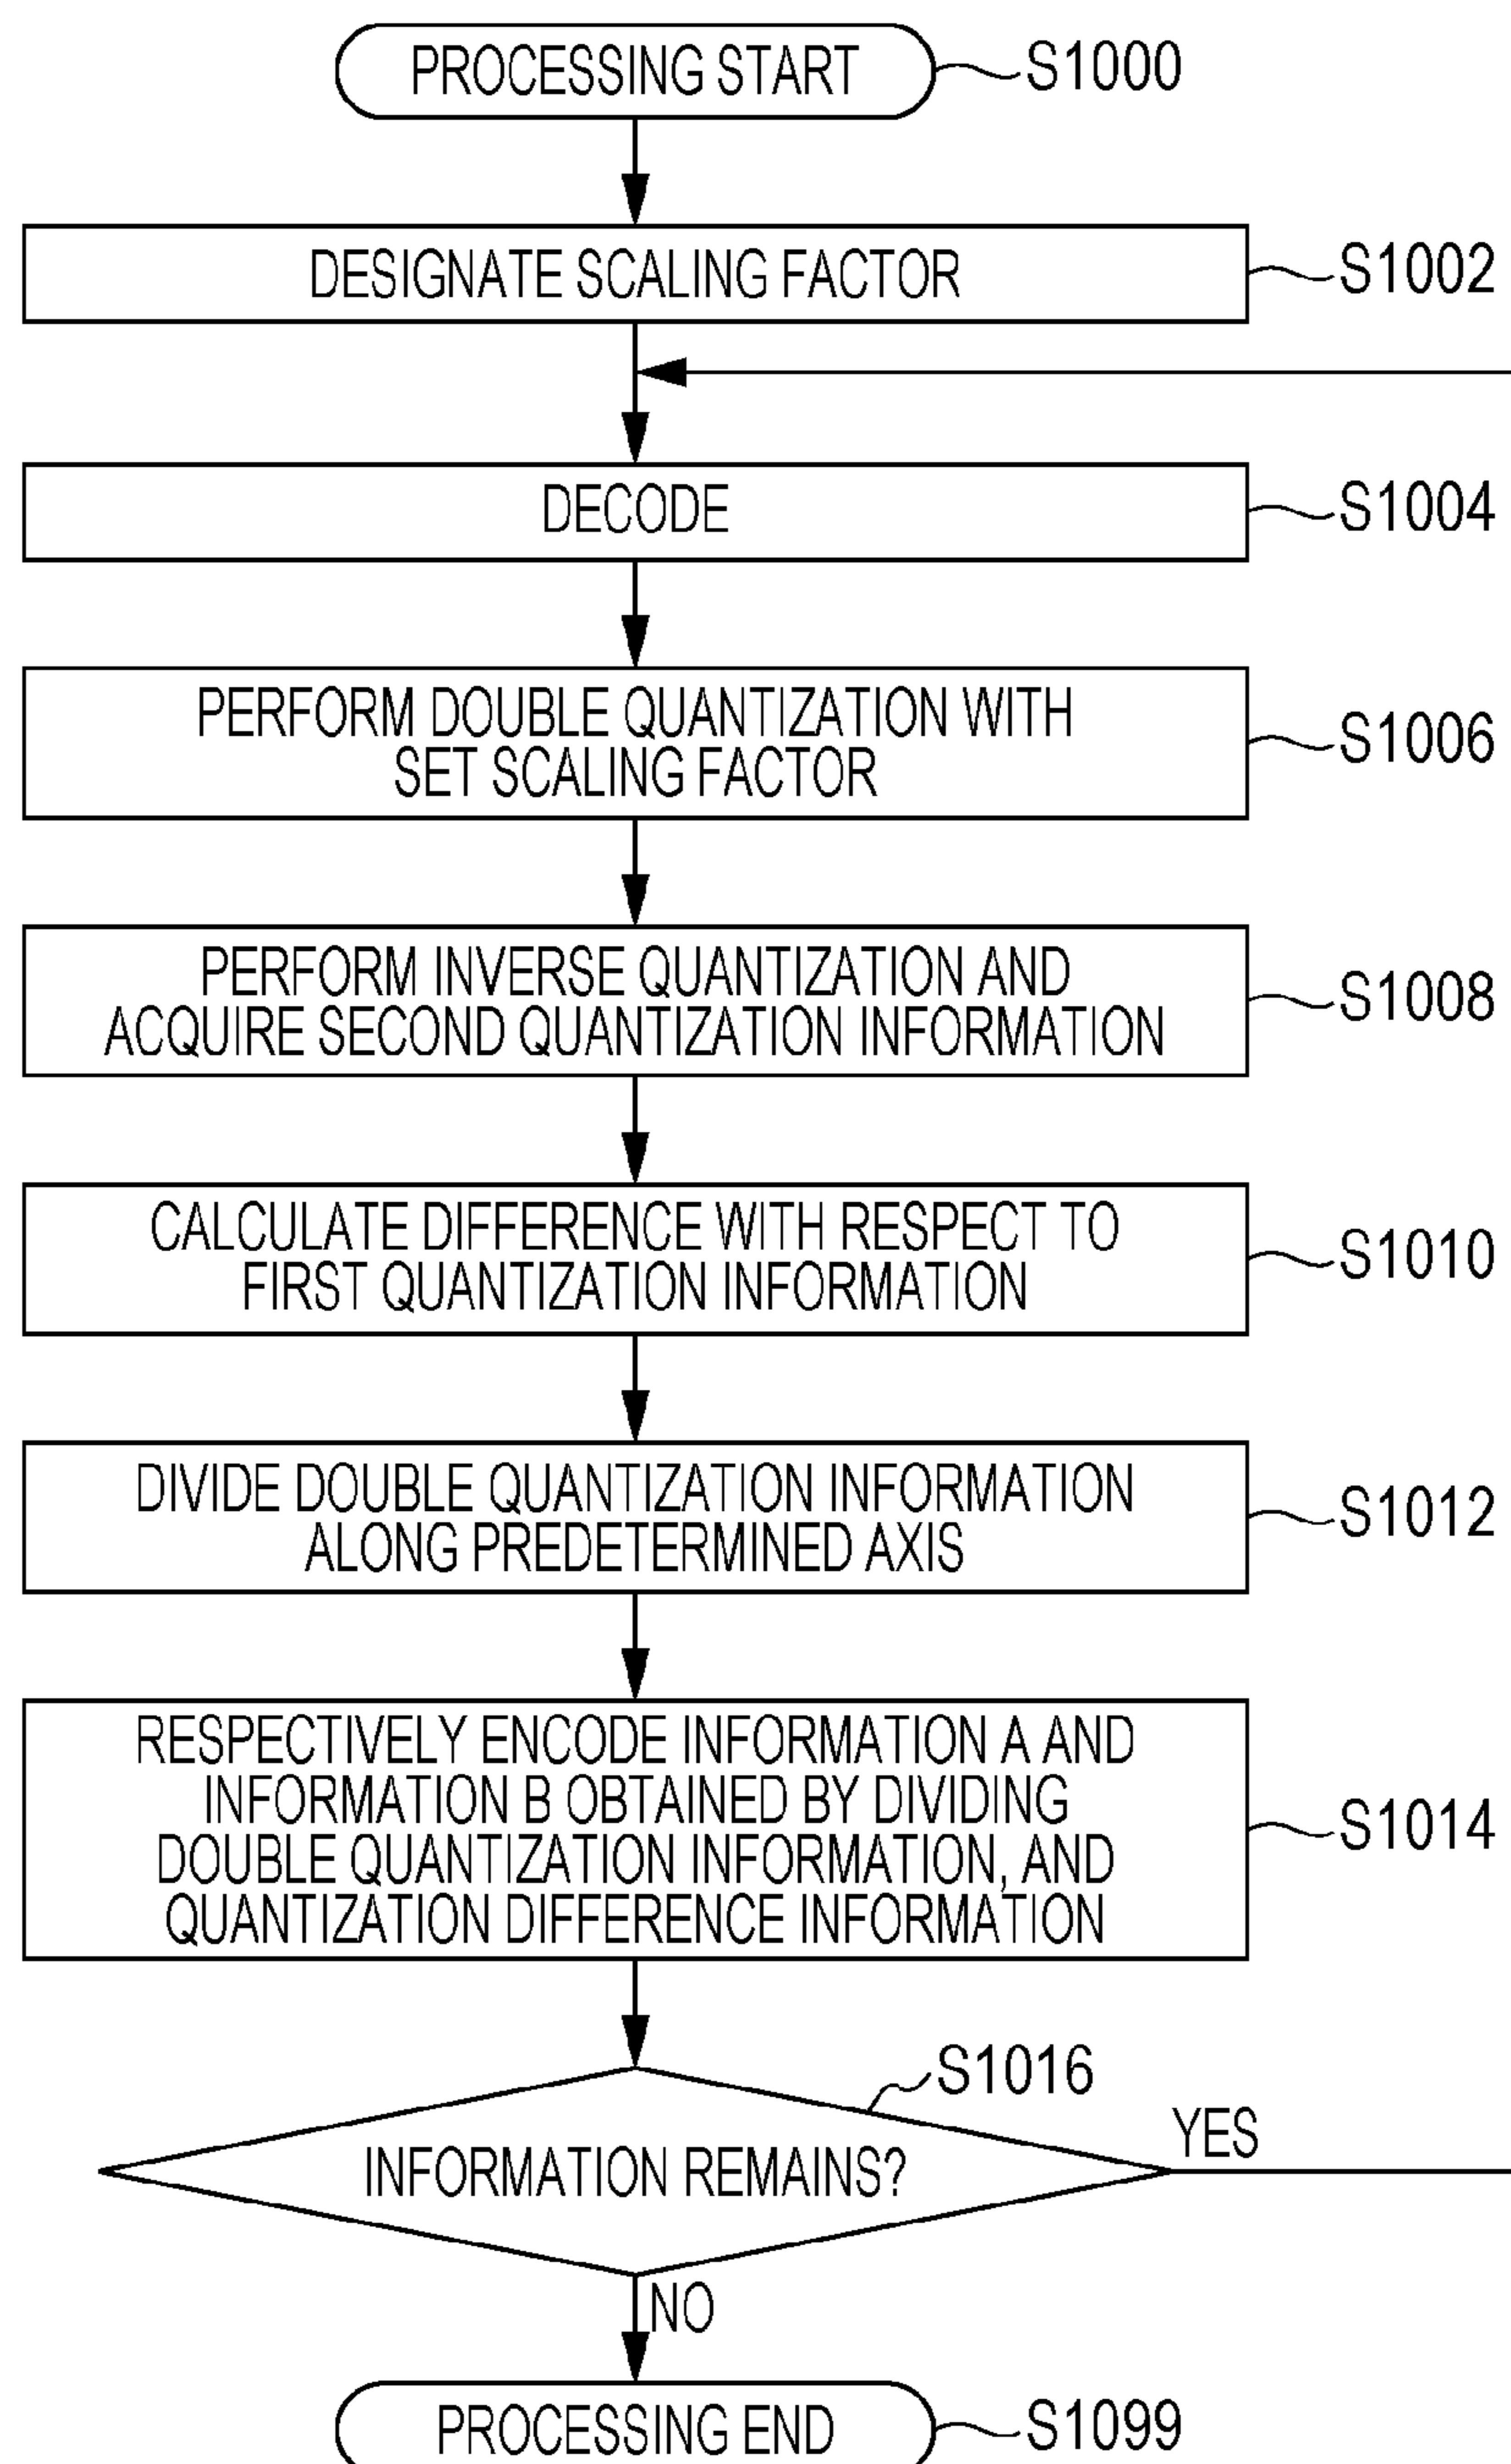 PROCESSING START
S1000
DESIGNATE SCALING FACTOR
S1002
DECODE
S1004
PERFORM DOUBLE QUANTIZATION WITH
SET SCALING FACTOR
S1006
PERFORM INVERSE QUANTIZATION AND
ACQUIRE SECOND QUANTIZATION INFORMATION
S1008
CALCULATE DIFFERENCE WITH RESPECT TO
FIRST QUANTIZATION INFORMATION
S1010
DIVIDE DOUBLE QUANTIZATION INFORMATION
ALONG PREDETERMINED AXIS
S1012
RESPECTIVELY ENCODE INFORMATION A AND
INFORMATION B OBTAINED BY DIVIDING
DOUBLE QUANTIZATION INFORMATION, AND
QUANTIZATION DIFFERENCE INFORMATION
S1014
S1016
INFORMATION REMAINS?
YES
NO
PROCESSING END
S1099